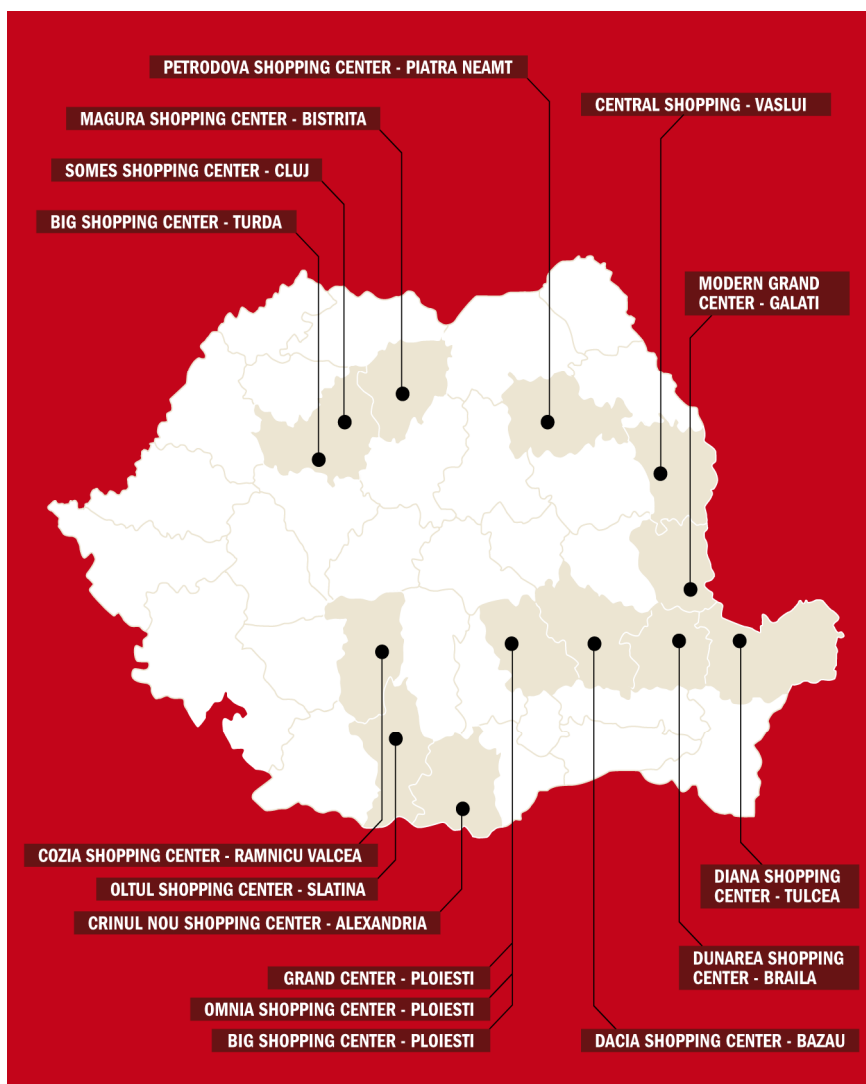 PETRODOVA SHOPPING CENTER - PIATRA NEAMT
CENTRAL SHOPPING - VASLUI
MAGURA SHOPPING CENTER - BISTRITA
SOMES SHOPPING CENTER - CLUJ
BIG SHOPPING CENTER - TURDA
MODERN GRAND
CENTER - GALATI
COZIA SHOPPING CENTER - RAMNICU VALCEA
OLTUL SHOPPING CENTER - SLATINA
CRINUL NOU SHOPPING CENTER - ALEXANDRIA
DIANA SHOPPING
CENTER - TULCEA
DUNAREA SHOPPING
CENTER - BRAILA
GRAND CENTER - PLOIESTI
OMNIA SHOPPING CENTER - PLOIESTI
BIG SHOPPING CENTER - PLOIESTI
DACIA SHOPPING CENTER - BAZAU